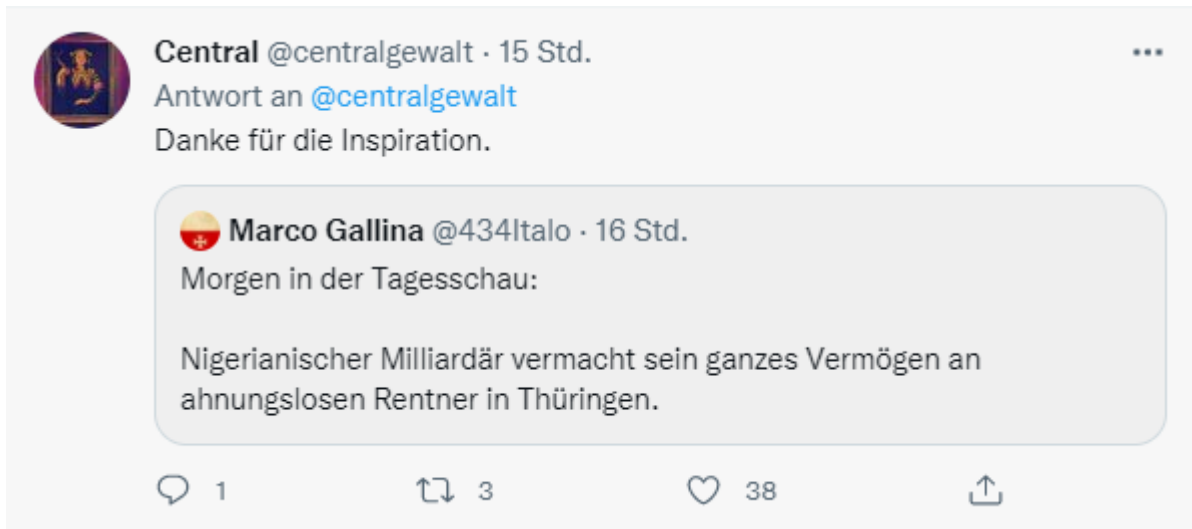 Central @centralgewalt · 15 Std.
Antwort an @centralgewalt
Danke für die Inspiration.
Marco Gallina @434Italo · 16 Std.
Morgen in der Tagesschau:
Nigerianischer Milliardär vermacht sein ganzes Vermögen an
ahnungslosen Rentner in Thüringen.
1 3 38